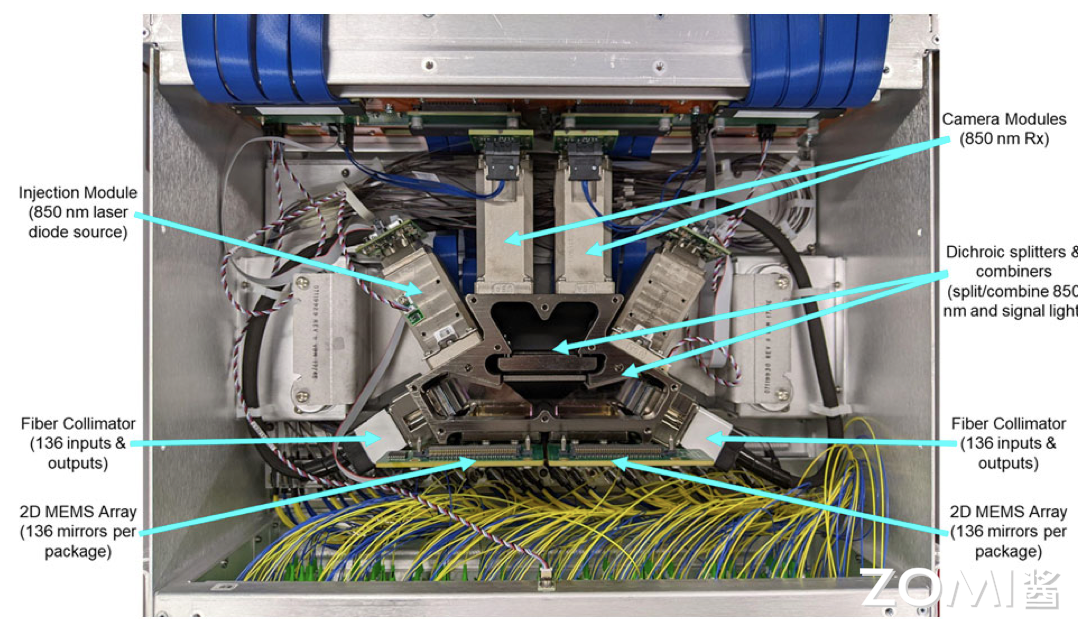 Camera Modules
(850 nm Rx)
Injection Module
(850 nm laser
diode source)
Dichroic splitters &
combiners
(split/combine 850
nm and signal light
Fiber Collimator
(136 inputs &
outputs)
Fiber Collimator
(136 inputs &
outputs)
2D MEMS Array
(136 mirrors per
package)
2D MEMS Array
(136 mirrors per
package)
ZOMI酱